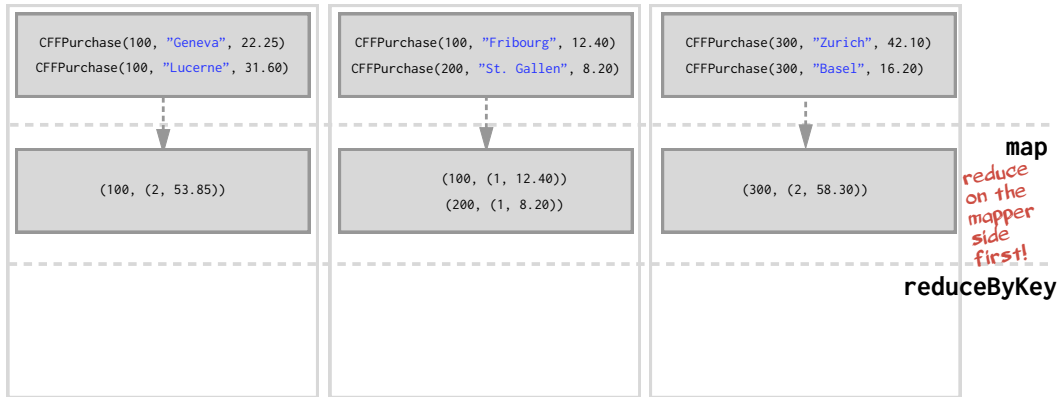 CFFPurchase(100, ”Geneva”, 22.25)
CFFPurchase(100, ”Lucerne”, 31.60)
CFFPurchase(100, ”Fribourg”, 12.40)
CFFPurchase(200, ”St. Gallen”, 8.20)
CFFPurchase(300, ”Zurich”, 42.10)
CFFPurchase(300, ”Basel”, 16.20)
map
(100, (2, 53.85))
(100, (1, 12.40))
(200, (1, 8.20))
(300, (2, 58.30))
reduce
on the
mapper
side
first!
reduceByKey